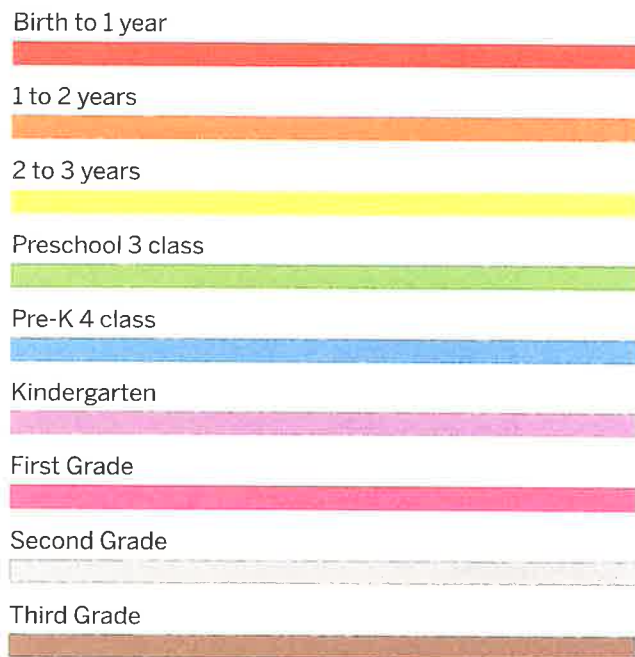 Birth to 1 year
1 to 2 years
2 to 3 years
Preschool 3 class
Pre-K 4 class
Kindergarten
First Grade
Second Grade
Third Grade